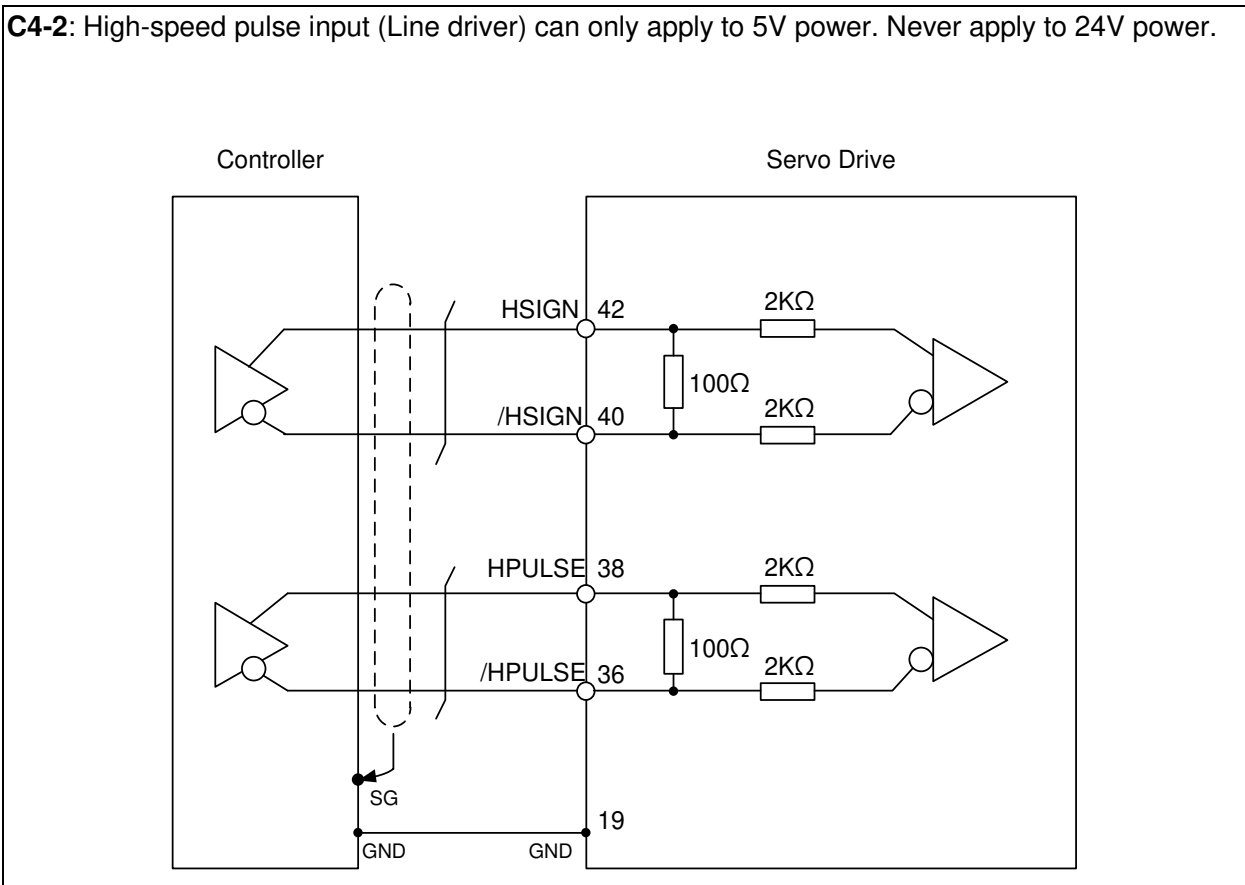 C4-2: High-speed pulse input (Line driver) can only apply to 5V power. Never apply to 24V power.
Controller
Servo Drive
HSIGN 42
2KΩ
100Ω
/HSIGN 40
2KΩ
HPULSE 38
2KΩ
100Ω
/HPULSE 36
2KΩ
SG
19
GND
GND